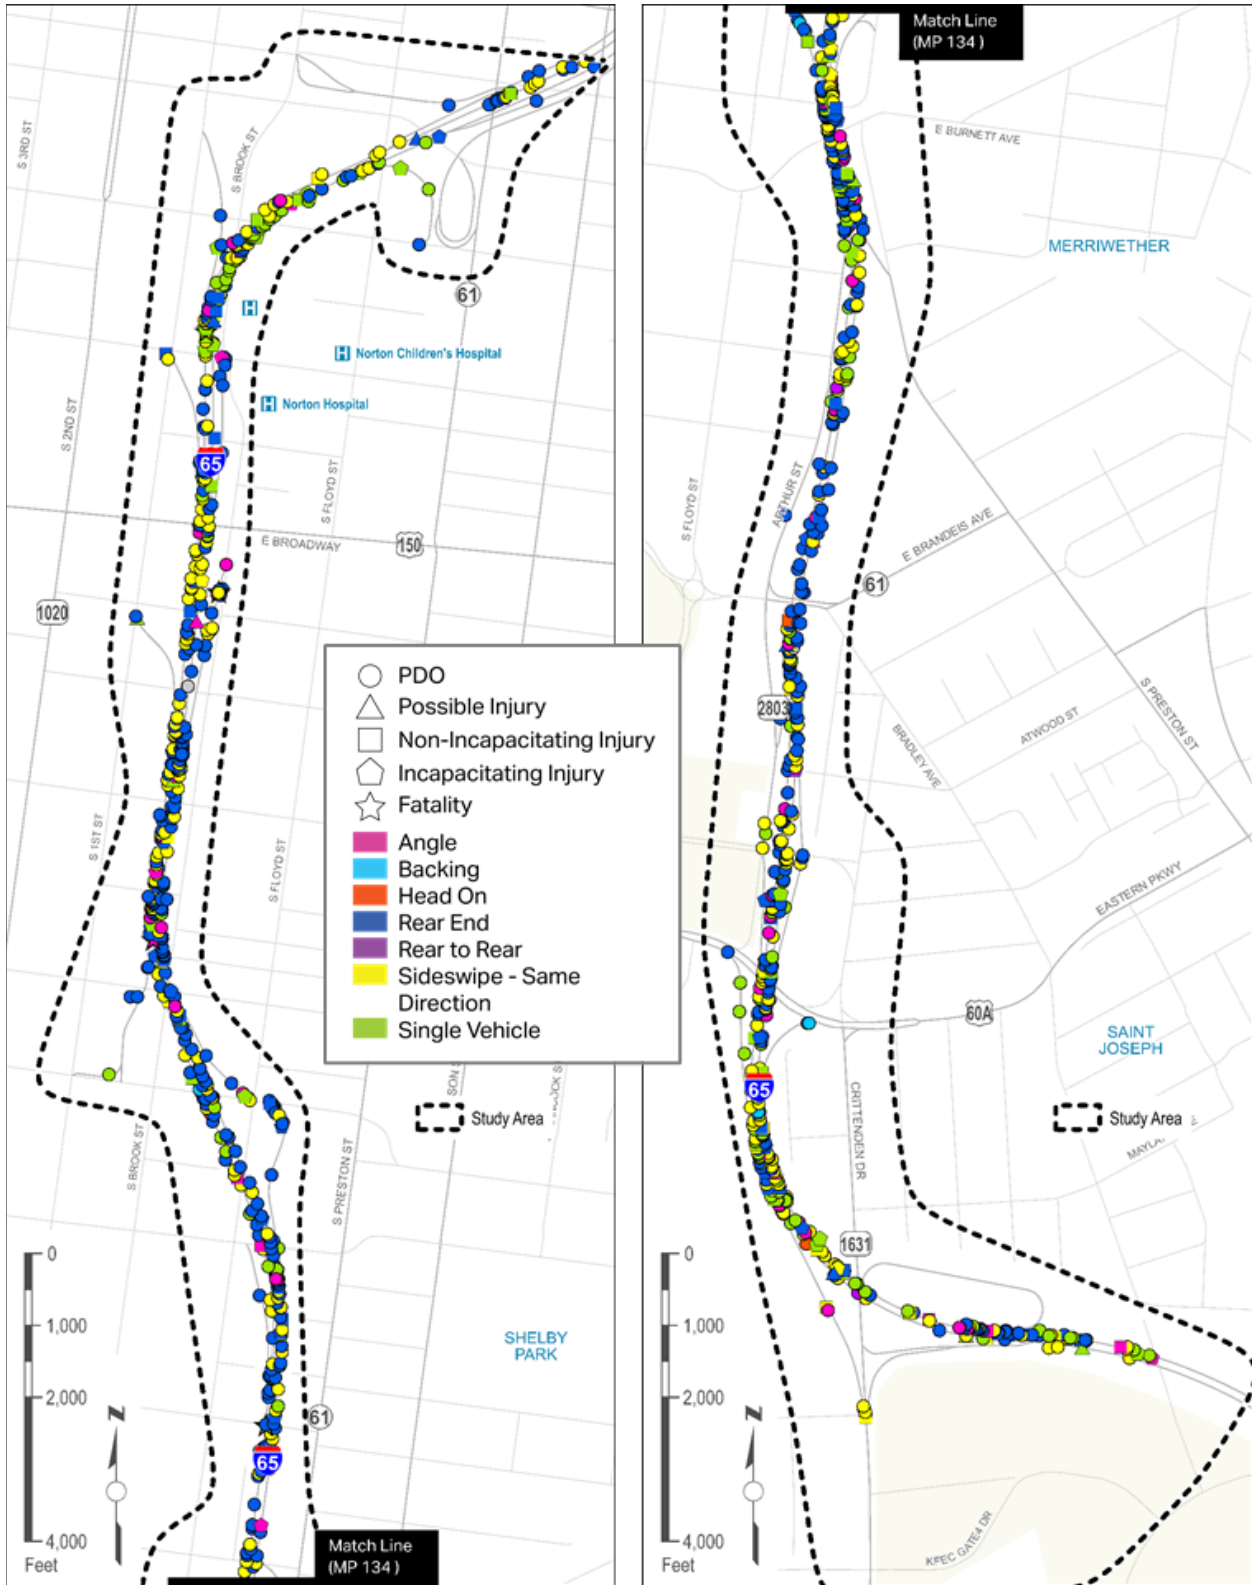 S 3RD ST
S BROOK ST
61
H
H Norton Children's Hospital
H Norton Hospital
S 2ND ST
65
S FLOYD ST
E BROADWAY
150
1020
S 1ST ST
S FLOYD ST
PDO
Possible Injury
Non-Incapacitating Injury
Incapacitating Injury
Fatality
Angle
Backing
Head On
Rear End
Rear to Rear
Sideswipe - Same
Direction
Single Vehicle
Study Area
S BROOK ST
S PRESTON ST
0
1,000
2,000
4,000
Feet
Z
SHELBY
PARK
61
65
Match Line
(MP 134 )
Match Line
(MP 134 )
E BURNETT AVE
MERRIWETHER
S FLOYD ST
ARTHUR ST
E BRANDEIS AVE
61
2803
S PRESTON ST
ATWOOD ST
BRADLEY AVE
EASTERN PKWY
60A
SAINT
JOSEPH
65
CRITTENDEN DR
Study Area
1631
0
1,000
2,000
4,000
Feet
Z
KFEC GATE4 DR